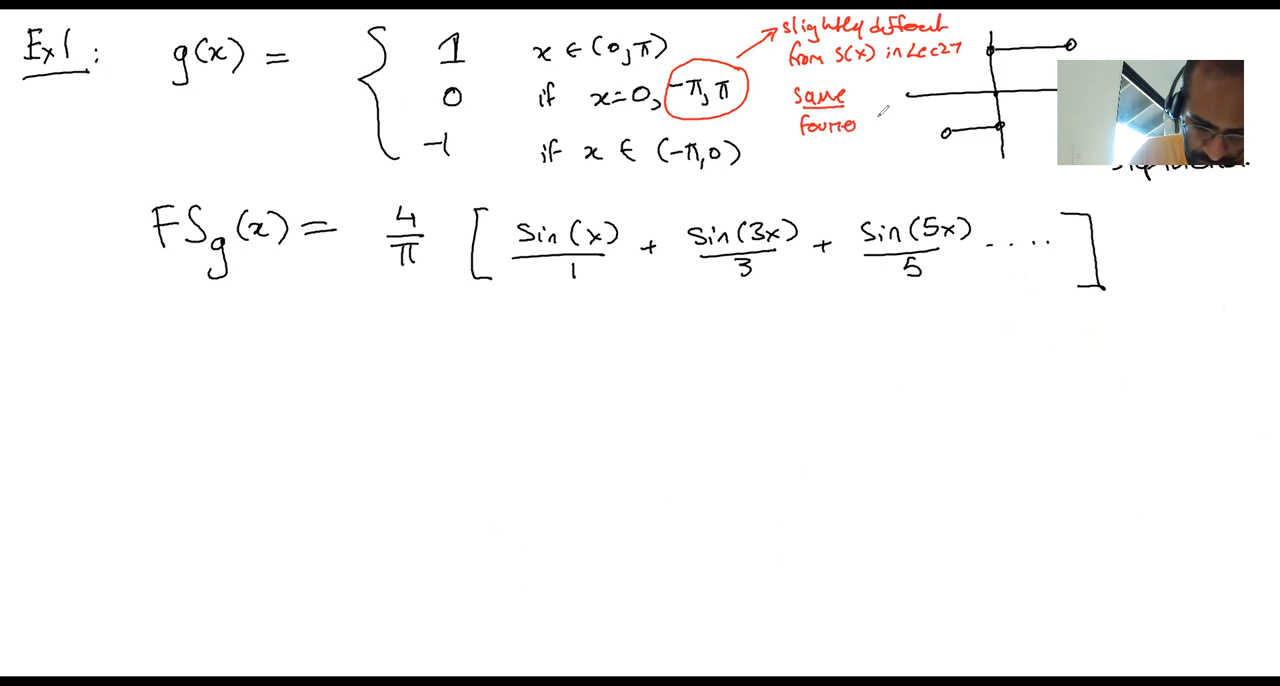 Ex1: g(x) = { 1 x ∈ (0,π)
0 if x=0, -π, π
-1 if x ∈ (-π,0)
slightly different
from S(x) in Lec27
same
fourie
FS_g(x) = 4/π [ sin(x)/1 + sin(3x)/3 + sin(5x)/5 .... ]